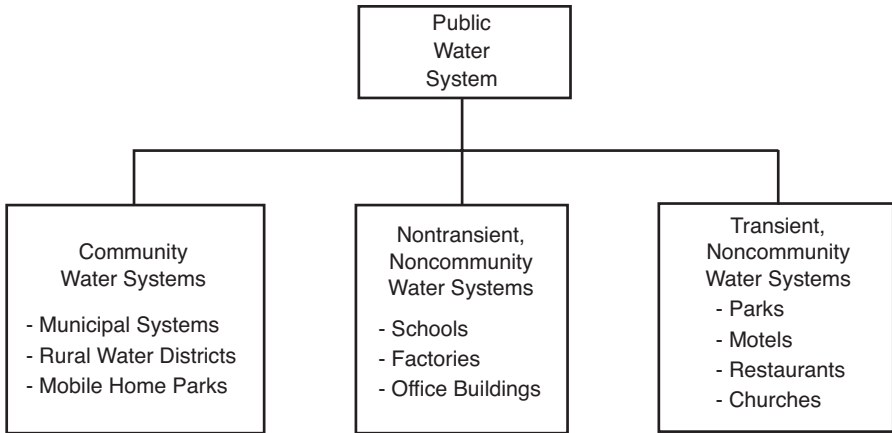 Public
Water
System
Community
Water Systems
- Municipal Systems
- Rural Water Districts
- Mobile Home Parks
Nontransient,
Noncommunity
Water Systems
- Schools
- Factories
- Office Buildings
Transient,
Noncommunity
Water Systems
- Parks
- Motels
- Restaurants
- Churches